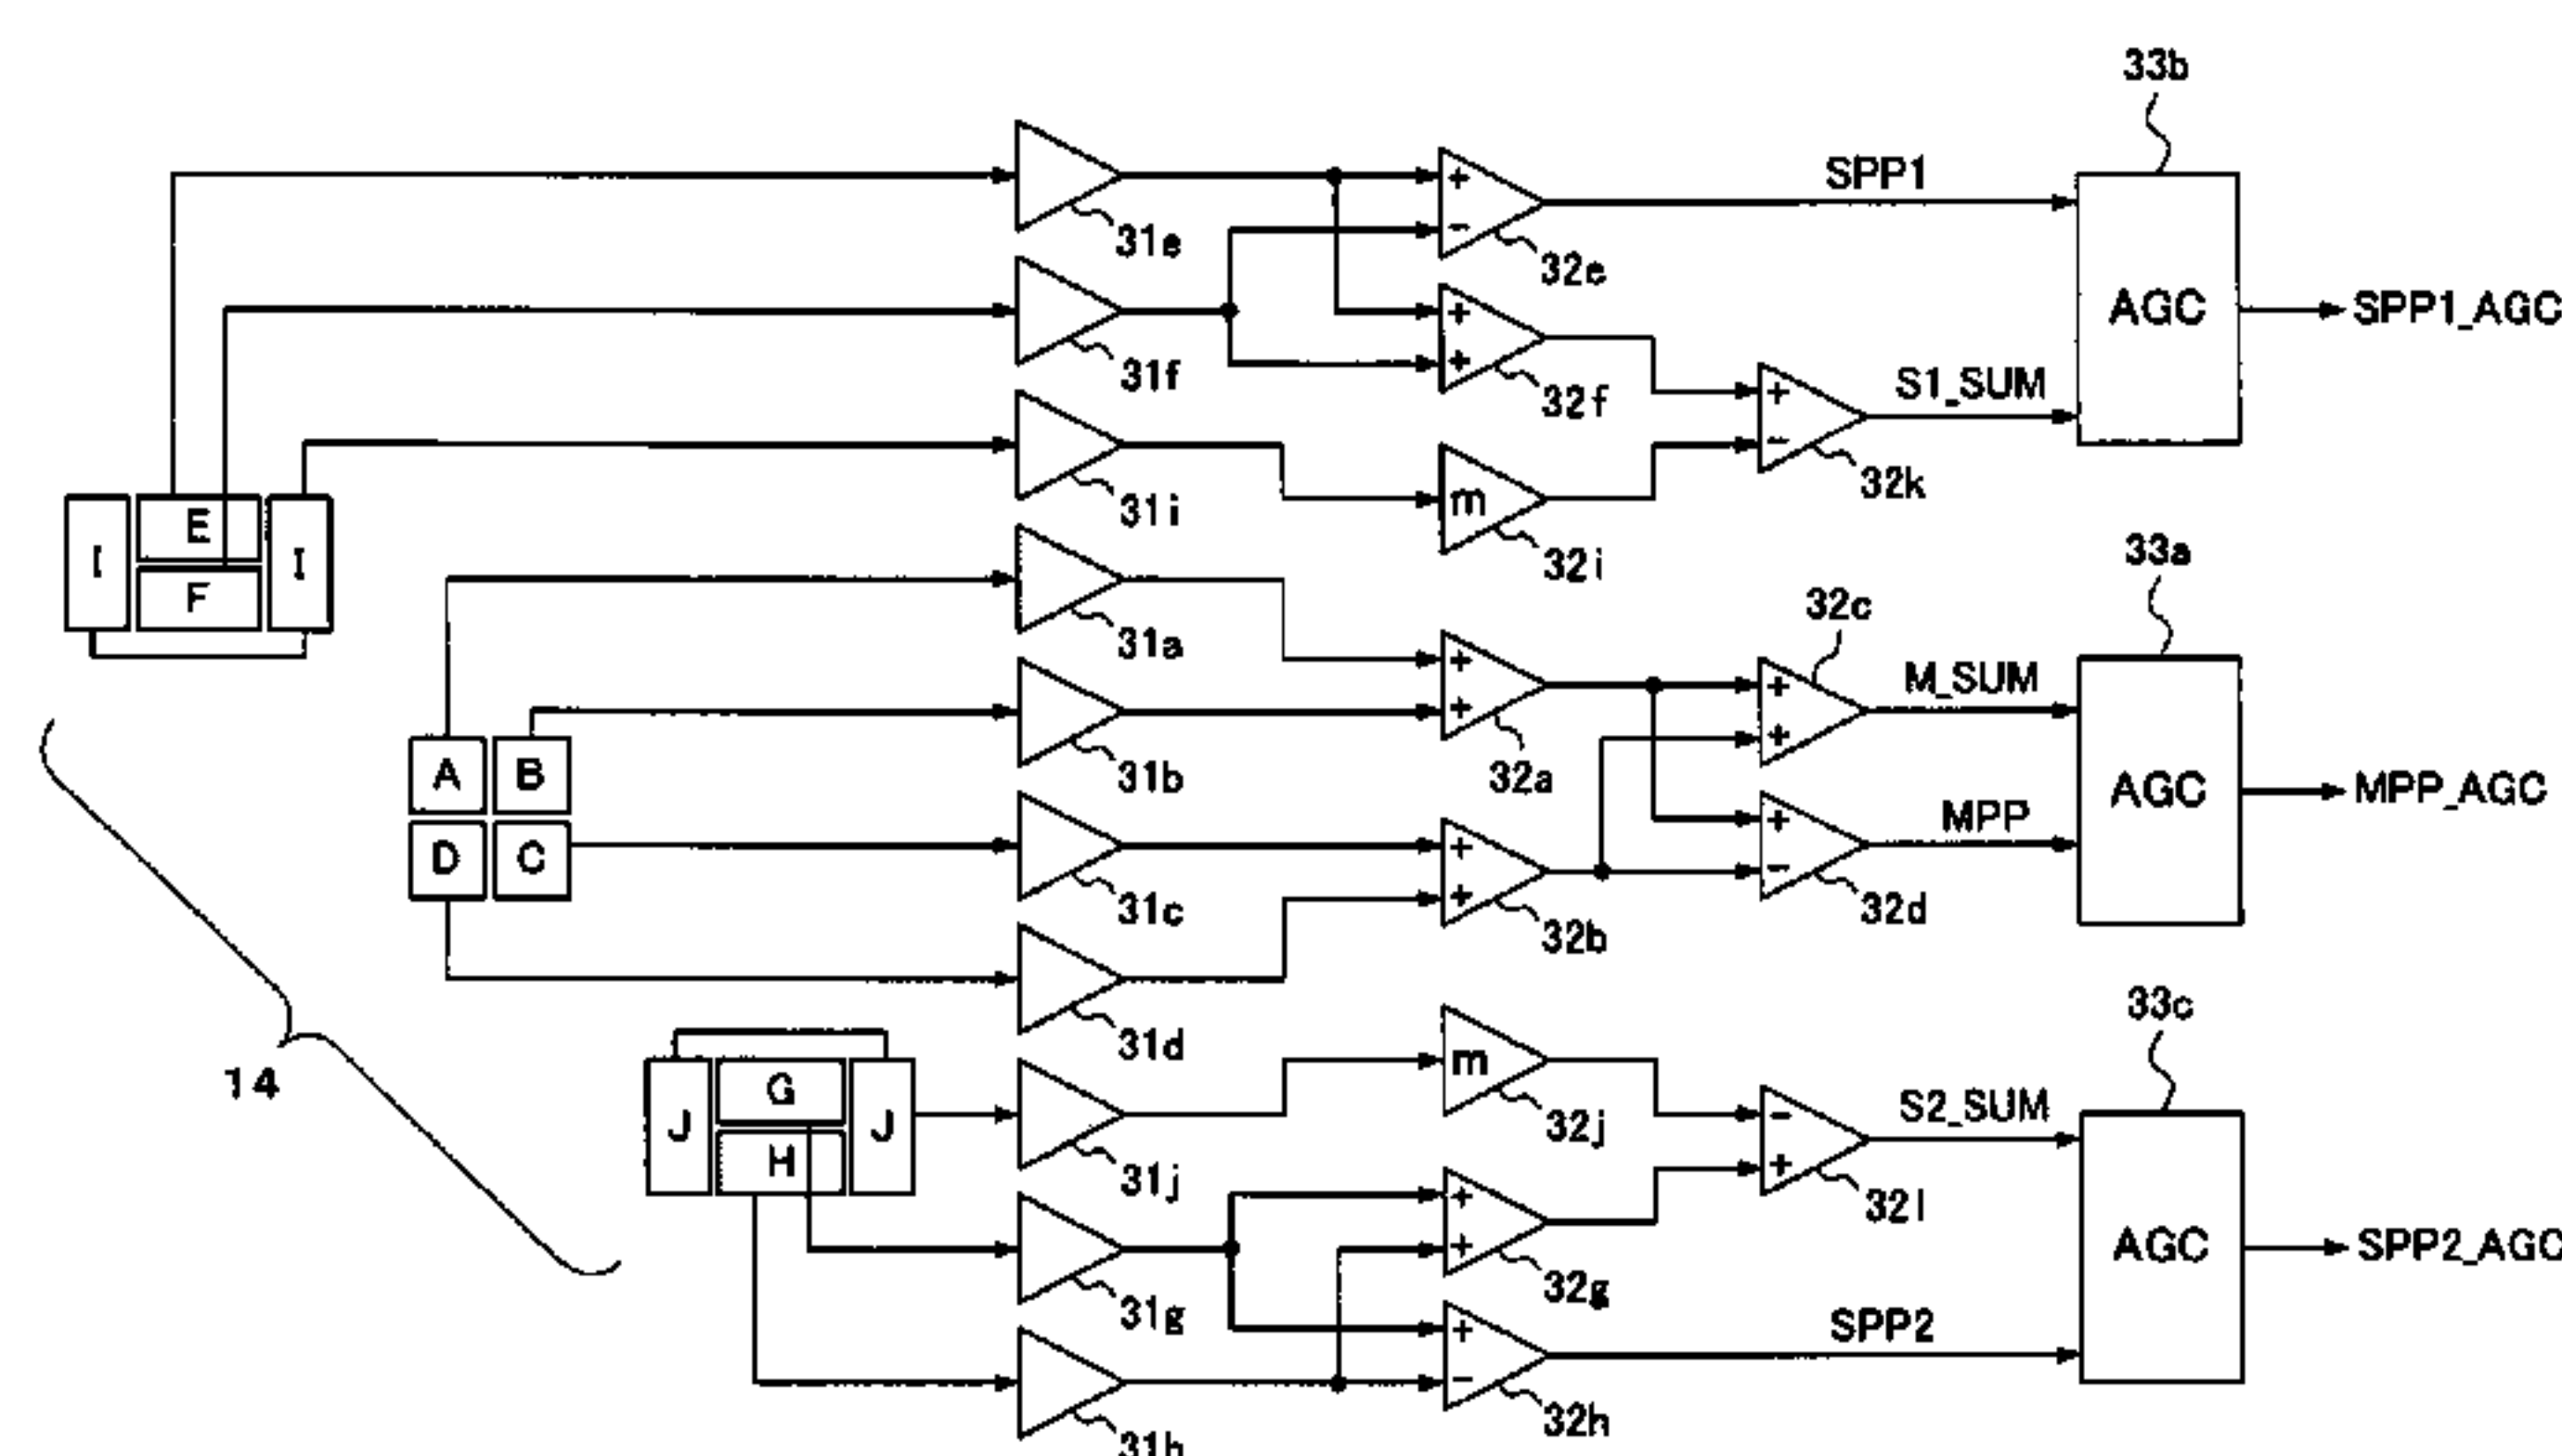 33b
SPP1
31e
32e
AGC
SPP1_AGC
31f
32f
S1_SUM
32k
31i
m
32i
E
I
I
F
33a
31a
32c
M_SUM
31b
32a
A
B
AGC
MPP_AGC
MPP
D
C
31c
32b
32d
33c
31d
m
14
G
J
J
H
32j
S2_SUM
31j
32l
32g
AGC
SPP2_AGC
31g
SPP2
31h
32h
+
-
+
+
+
-
+
+
+
+
+
+
+
-
-
+
+
+
+
-